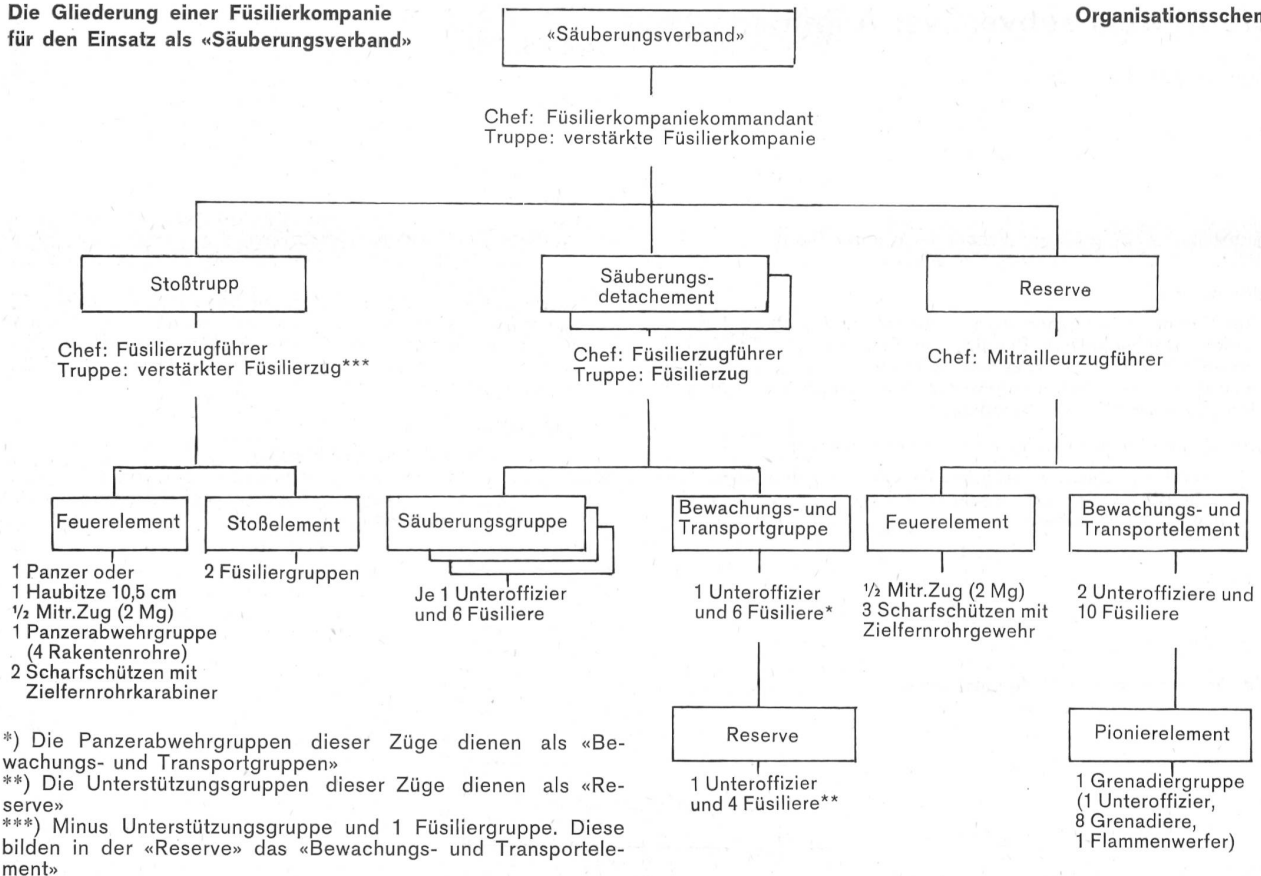 Die Gliederung einer Füsilierkompanie
für den Einsatz als «Säuberungsverband»
Organisationsschem
«Säuberungsverband»
Chef: Füsilierkompaniekommandant
Truppe: verstärkte Füsilierkompanie
Stoßtrupp
Chef: Füsilierzugführer
Truppe: verstärkter Füsilierzug***
Säuberungs-
detachement
Chef: Füsilierzugführer
Truppe: Füsilierzug
Reserve
Chef: Mitrailleurzugführer
Feuerelement
1 Panzer oder
1 Haubitze 10,5 cm
½ Mitr.Zug (2 Mg)
1 Panzerabwehrgruppe
(4 Rakentenrohre)
2 Scharfschützen mit
Zielfernrohrkarabiner
Stoßelement
2 Füsiliergruppen
Säuberungsgruppe
Je 1 Unteroffizier
und 6 Füsiliere
Bewachungs- und
Transportgruppe
1 Unteroffizier
und 6 Füsiliere*
Reserve
1 Unteroffizier
und 4 Füsiliere**
Feuerelement
½ Mitr.Zug (2 Mg)
3 Scharfschützen mit
Zielfernrohrgewehr
Bewachungs- und
Transportelement
2 Unteroffiziere und
10 Füsiliere
Pionierelement
1 Grenadiergruppe
(1 Unteroffizier,
8 Grenadiere,
1 Flammenwerfer)
*) Die Panzerabwehrgruppen dieser Züge dienen als «Be-
wachungs- und Transportgruppen»
**) Die Unterstützungsgruppen dieser Züge dienen als «Re-
serve»
***) Minus Unterstützungsgruppe und 1 Füsiliergruppe. Diese
bilden in der «Reserve» das «Bewachungs- und Transportele-
ment»